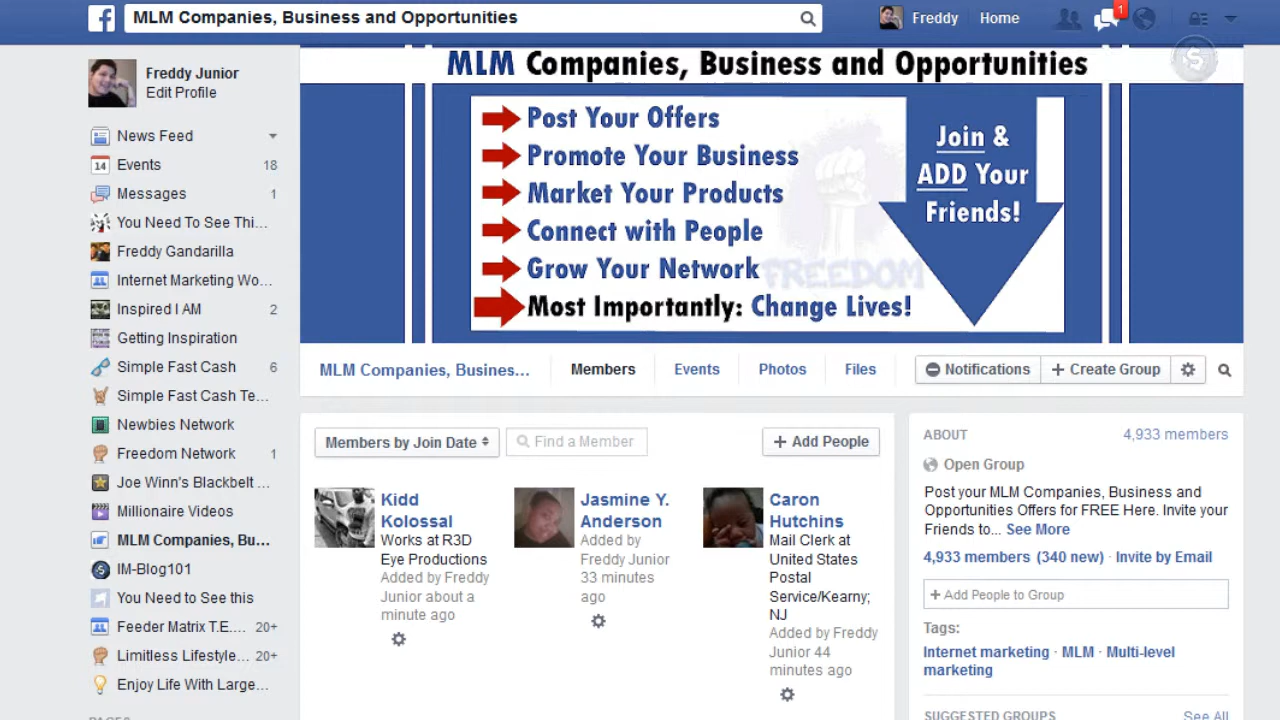 MLM Companies, Business and Opportunities
Freddy
Home
1
Freddy Junior
Edit Profile
News Feed
14 Events 18
Messages 1
You Need To See Thi...
Freddy Gandarilla
Internet Marketing Wo...
Inspired I AM 2
Getting Inspiration
Simple Fast Cash 6
Simple Fast Cash Te...
Newbies Network
Freedom Network 1
Joe Winn's Blackbelt ...
Millionaire Videos
MLM Companies, Bu...
IM-Blog101
You Need to See this
Feeder Matrix T.E.... 20+
Limitless Lifestyle... 20+
Enjoy Life With Large...
PAGES
MLM Companies, Business and Opportunities
Post Your Offers
Promote Your Business
Market Your Products
Connect with People
Grow Your Network
Most Importantly: Change Lives!
FREEDOM
Join &
ADD Your
Friends!
MLM Companies, Busines...
Members
Events
Photos
Files
Notifications
+ Create Group
Members by Join Date
Find a Member
+ Add People
Kidd
Kolossal
Works at R3D
Eye Productions
Added by Freddy
Junior about a
minute ago
Jasmine Y.
Anderson
Added by
Freddy Junior
33 minutes
ago
Caron
Hutchins
Mail Clerk at
United States
Postal
Service/Kearny;
NJ
Added by Freddy
Junior 44
minutes ago
ABOUT 4,933 members
Open Group
Post your MLM Companies, Business and
Opportunities Offers for FREE Here. Invite your
Friends to... See More
4,933 members (340 new) · Invite by Email
+ Add People to Group
Tags:
Internet marketing · MLM · Multi-level
marketing
SUGGESTED GROUPS See All